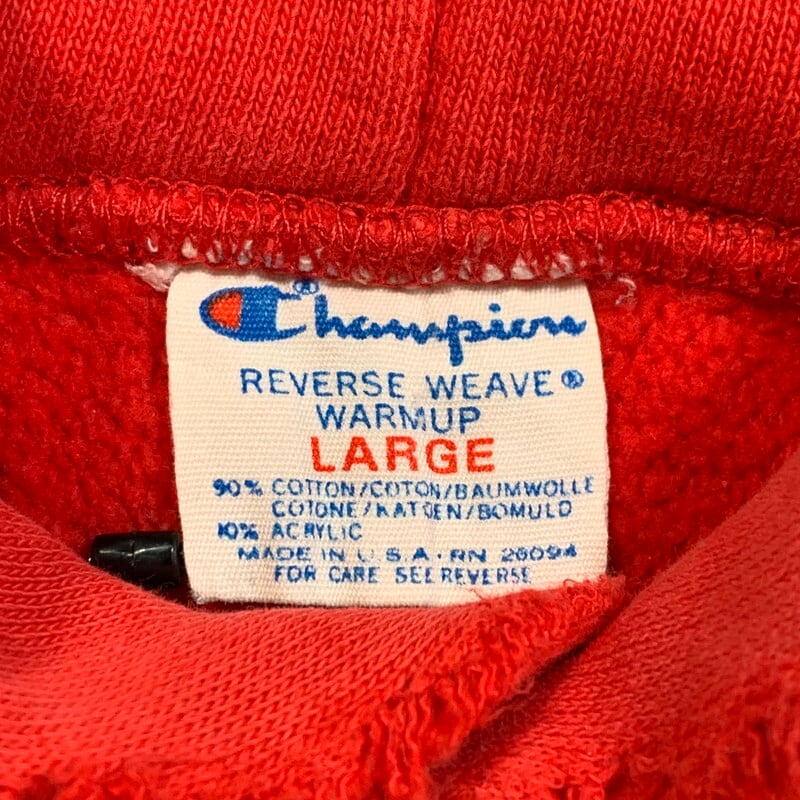 Champion®
REVERSE WEAVE®
WARMUP
LARGE
90% COTTON/COTON/BAUMWOLLE
COTONE/KATOEN/BOMULD
10% ACRYLIC
MADE IN U.S.A. · RN 26094
FOR CARE SEE REVERSE